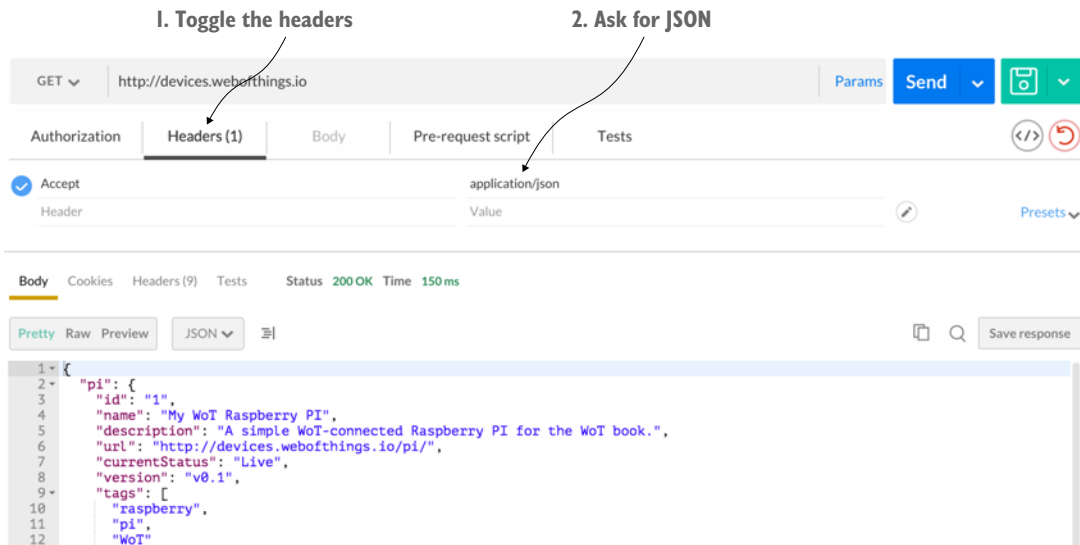 1. Toggle the headers 2. Ask for JSON
GET http://devices.webofthings.io Params Send
Authorization Headers (1) Body Pre-request script Tests </>
Accept application/json
Header Value Presets
Body Cookies Headers (9) Tests Status 200 OK Time 150 ms
Pretty Raw Preview JSON Save response
1 {
2 "pi": {
3 "id": "1",
4 "name": "My WoT Raspberry PI",
5 "description": "A simple WoT-connected Raspberry PI for the WoT book.",
6 "url": "http://devices.webofthings.io/pi/",
7 "currentStatus": "Live",
8 "version": "v0.1",
9 "tags": [
10 "raspberry",
11 "pi",
12 "WoT"